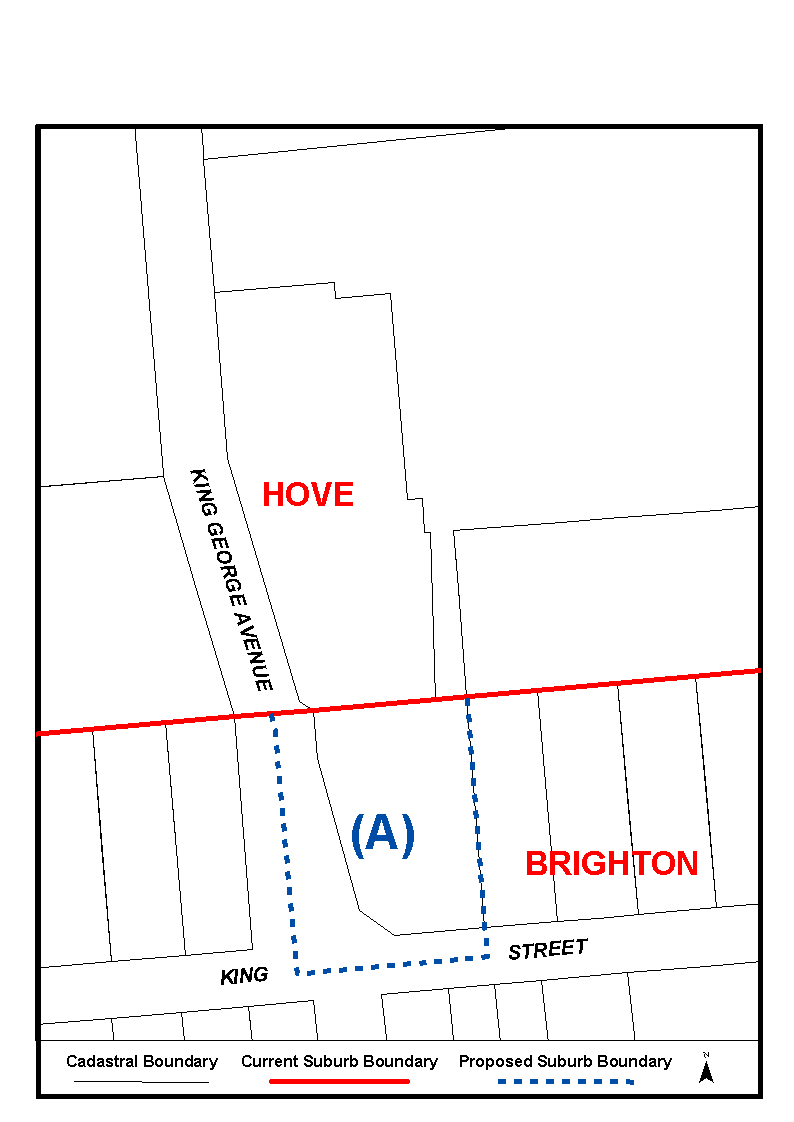 HOVE
KING GEORGE AVENUE
(A)
BRIGHTON
KING STREET
Cadastral Boundary
Current Suburb Boundary
Proposed Suburb Boundary
N